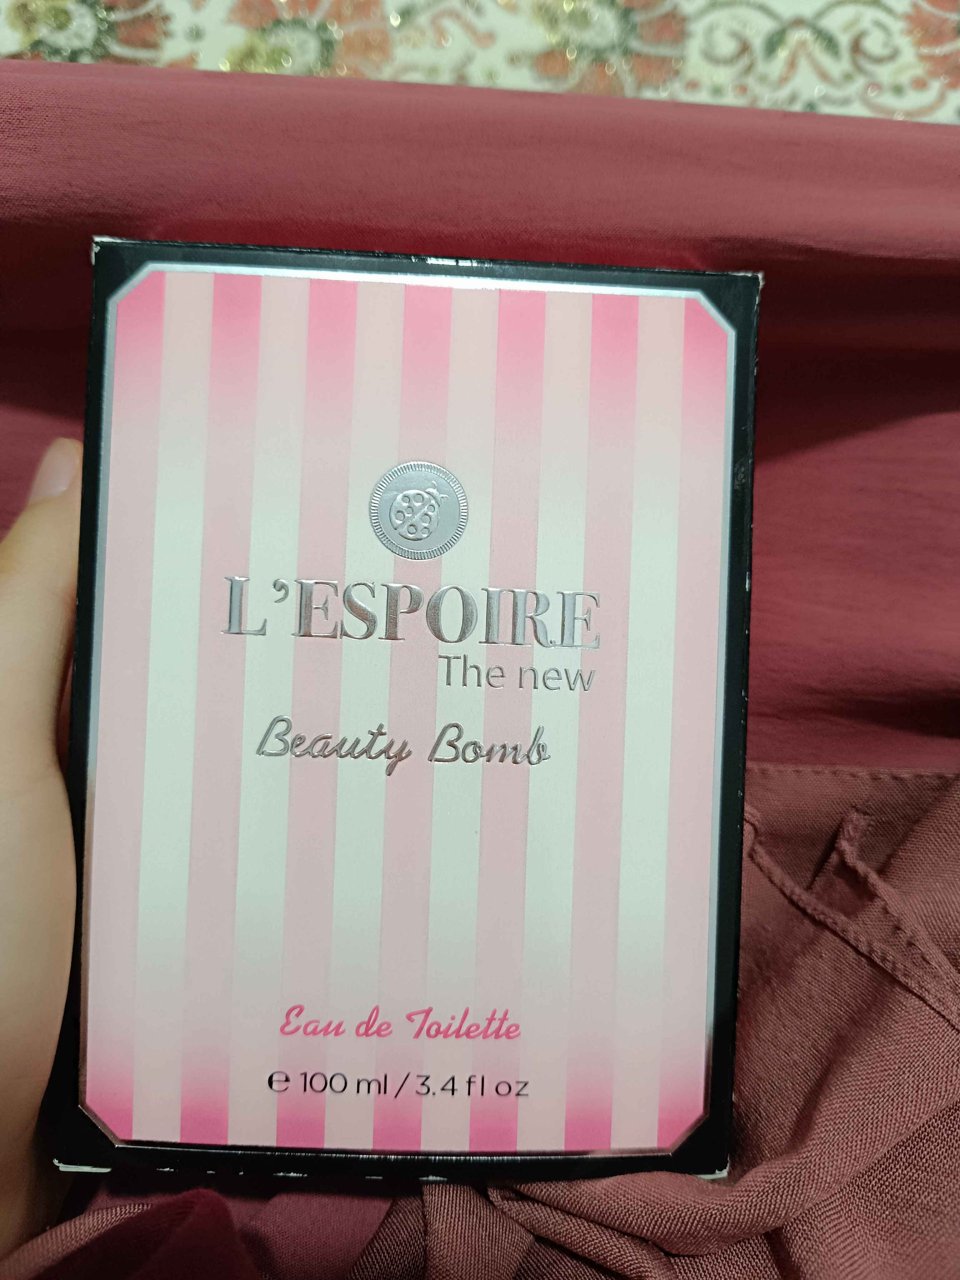 L'ESPOIRE
The new
Beauty Bomb
Eau de Toilette
℮ 100 ml / 3.4 fl oz